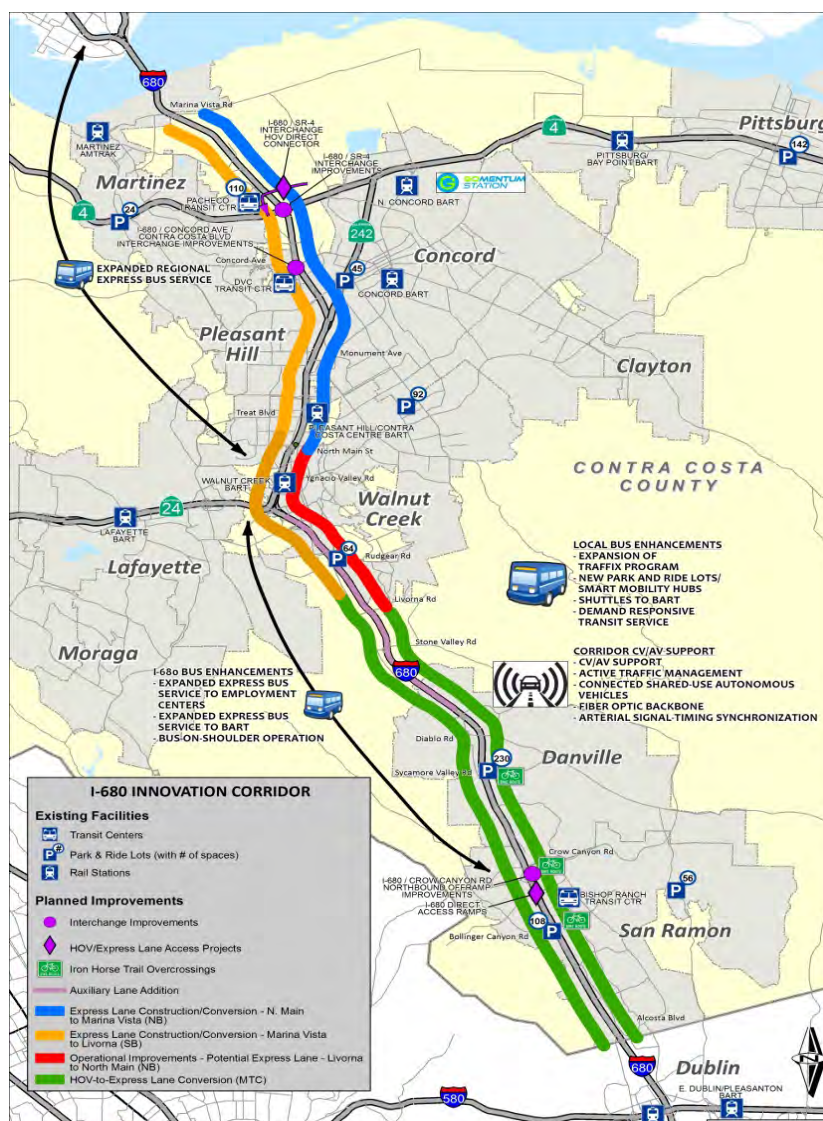 680
Marina Vista Rd
I-680 / SR-4
INTERCHANGE
HOV DIRECT
CONNECTOR
I-680 / SR-4
INTERCHANGE
IMPROVEMENTS
MARTINEZ
AMTRAK
Martinez
4
24
110
PACHECO
TRANSIT CTR
N. CONCORD BART
GOMENTUM
STATION
4
PITTSBURG/
BAY POINT BART
Pittsburg
142
242
I-680 / CONCORD AVE /
CONTRA COSTA BLVD
INTERCHANGE IMPROVEMENTS
Concord Ave
DVC
TRANSIT CTR
45
CONCORD BART
Concord
EXPANDED REGIONAL
EXPRESS BUS SERVICE
Pleasant
Hill
Monument Ave
Clayton
92
Treat Blvd
PLEASANT HILL/CONTRA
COSTA CENTRE BART
North Main St
Ygnacio Valley Rd
WALNUT CREEK
BART
Walnut
Creek
CONTRA COSTA
COUNTY
24
LAFAYETTE
BART
Lafayette
64
Rudgear Rd
Livorna Rd
Stone Valley Rd
680
Moraga
LOCAL BUS ENHANCEMENTS
- EXPANSION OF
TRAFFIX PROGRAM
- NEW PARK AND RIDE LOTS/
SMART MOBILITY HUBS
- SHUTTLES TO BART
- DEMAND RESPONSIVE
TRANSIT SERVICE
CORRIDOR CV/AV SUPPORT
- CV/AV SUPPORT
- ACTIVE TRAFFIC MANAGEMENT
- CONNECTED SHARED-USE AUTONOMOUS
VEHICLES
- FIBER OPTIC BACKBONE
- ARTERIAL SIGNAL-TIMING SYNCHRONIZATION
I-680 BUS ENHANCEMENTS
- EXPANDED EXPRESS BUS
SERVICE TO EMPLOYMENT
CENTERS
- EXPANDED EXPRESS BUS
SERVICE TO BART
- BUS-ON-SHOULDER OPERATION
Diablo Rd
Sycamore Valley Rd
230
Danville
Crow Canyon Rd
I-680 / CROW CANYON RD
NORTHBOUND OFFRAMP
IMPROVEMENTS
I-680 DIRECT
ACCESS RAMPS
BISHOP RANCH
TRANSIT CTR
56
108
Bollinger Canyon Rd
San Ramon
Alcosta Blvd
680
Dublin
E. DUBLIN/PLEASANTON
BART
580
I-680 INNOVATION CORRIDOR
Existing Facilities
Transit Centers
P # Park & Ride Lots (with # of spaces)
Rail Stations
Planned Improvements
Interchange Improvements
HOV/Express Lane Access Projects
Iron Horse Trail Overcrossings
Auxiliary Lane Addition
Express Lane Construction/Conversion - N. Main
to Marina Vista (NB)
Express Lane Construction/Conversion - Marina Vista
to Livorna (SB)
Operational Improvements - Potential Express Lane - Livorna
to North Main (NB)
HOV-to-Express Lane Conversion (MTC)